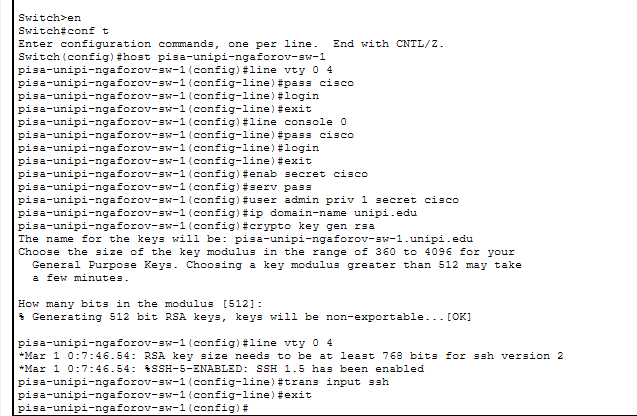 Switch>en
Switch#conf t
Enter configuration commands, one per line.  End with CNTL/Z.
Switch(config)#host pisa-unipi-ngaforov-sw-1
pisa-unipi-ngaforov-sw-1(config)#line vty 0 4
pisa-unipi-ngaforov-sw-1(config-line)#pass cisco
pisa-unipi-ngaforov-sw-1(config-line)#login
pisa-unipi-ngaforov-sw-1(config-line)#exit
pisa-unipi-ngaforov-sw-1(config)#line console 0
pisa-unipi-ngaforov-sw-1(config-line)#pass cisco
pisa-unipi-ngaforov-sw-1(config-line)#login
pisa-unipi-ngaforov-sw-1(config-line)#exit
pisa-unipi-ngaforov-sw-1(config)#enab secret cisco
pisa-unipi-ngaforov-sw-1(config)#serv pass
pisa-unipi-ngaforov-sw-1(config)#user admin priv 1 secret cisco
pisa-unipi-ngaforov-sw-1(config)#ip domain-name unipi.edu
pisa-unipi-ngaforov-sw-1(config)#crypto key gen rsa
The name for the keys will be: pisa-unipi-ngaforov-sw-1.unipi.edu
Choose the size of the key modulus in the range of 360 to 4096 for your
  General Purpose Keys. Choosing a key modulus greater than 512 may take
  a few minutes.

How many bits in the modulus [512]:
% Generating 512 bit RSA keys, keys will be non-exportable...[OK]

pisa-unipi-ngaforov-sw-1(config)#line vty 0 4
*Mar 1 0:7:46.54: RSA key size needs to be at least 768 bits for ssh version 2
*Mar 1 0:7:46.54: %SSH-5-ENABLED: SSH 1.5 has been enabled
pisa-unipi-ngaforov-sw-1(config-line)#trans input ssh
pisa-unipi-ngaforov-sw-1(config-line)#exit
pisa-unipi-ngaforov-sw-1(config)#